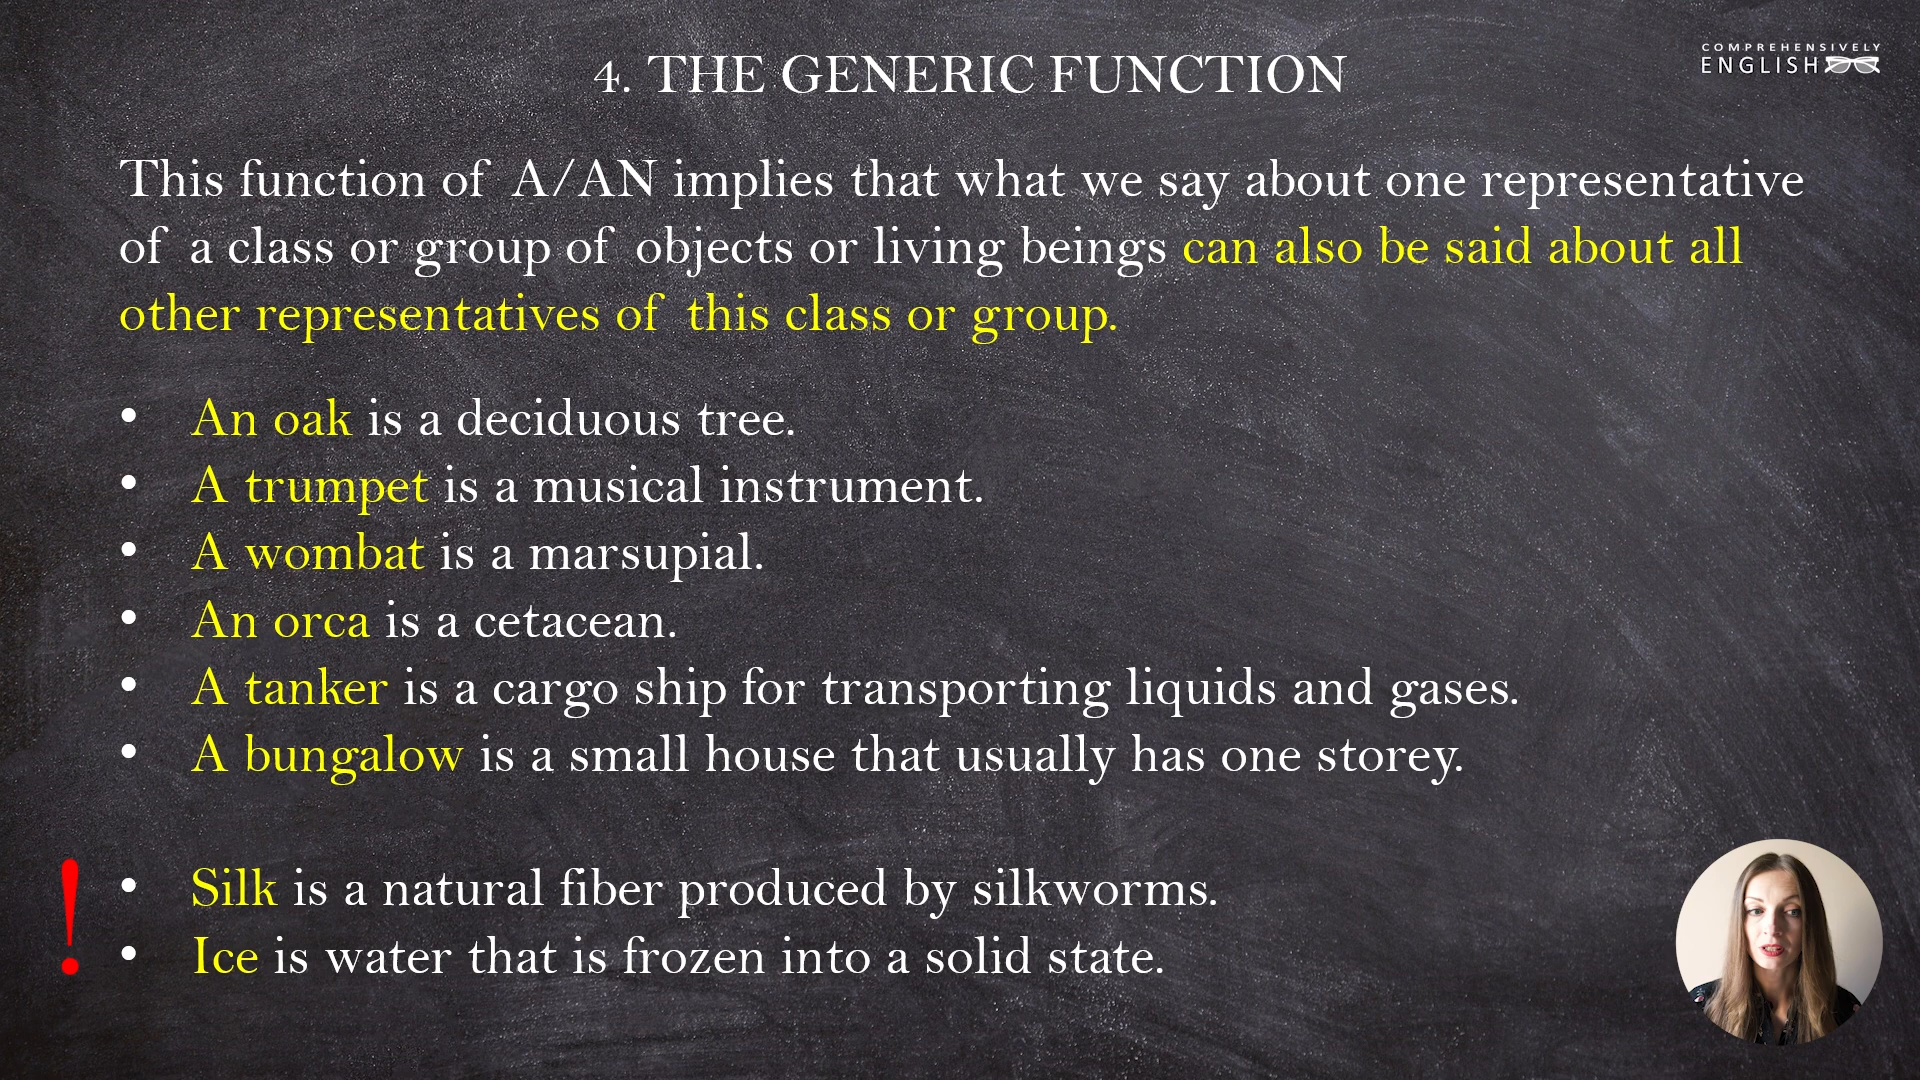 4. THE GENERIC FUNCTION
COMPREHENSIVELY
ENGLISH
This function of A/AN implies that what we say about one representative
of a class or group of objects or living beings can also be said about all
other representatives of this class or group.
• An oak is a deciduous tree.
• A trumpet is a musical instrument.
• A wombat is a marsupial.
• An orca is a cetacean.
• A tanker is a cargo ship for transporting liquids and gases.
• A bungalow is a small house that usually has one storey.
! • Silk is a natural fiber produced by silkworms.
• Ice is water that is frozen into a solid state.